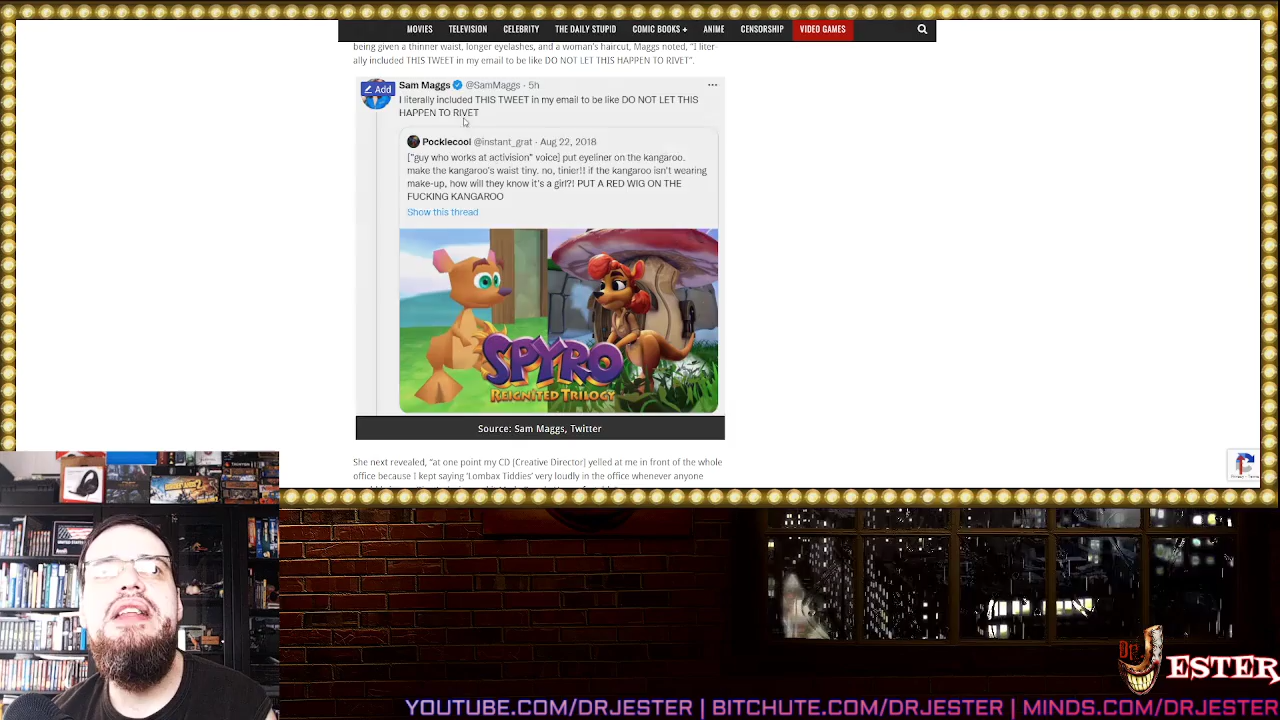 MOVIES TELEVISION CELEBRITY THE DAILY STUPID COMIC BOOKS + ANIME CENSORSHIP VIDEO GAMES
being given a thinner waist, longer eyelashes, and a woman's haircut, Maggs noted, “I liter-
ally included THIS TWEET in my email to be like DO NOT LET THIS HAPPEN TO RIVET”.
Add
Sam Maggs @SamMaggs · 5h
I literally included THIS TWEET in my email to be like DO NOT LET THIS
HAPPEN TO RIVET
Pocklecool @instant_grat · Aug 22, 2018
["guy who works at activision" voice] put eyeliner on the kangaroo.
make the kangaroo's waist tiny. no, tinier!! if the kangaroo isn't wearing
make-up, how will they know it's a girl?! PUT A RED WIG ON THE
FUCKING KANGAROO
Show this thread
SPYRO
REIGNITED TRILOGY
Source: Sam Maggs, Twitter
She next revealed, “at one point my CD [Creative Director] yelled at me in front of the whole
office because I kept saying ‘Lombax Tiddies’ very loudly in the office whenever anyone
Dr.
JESTER
YOUTUBE.COM/DRJESTER | BITCHUTE.COM/DRJESTER | MINDS.COM/DRJESTER